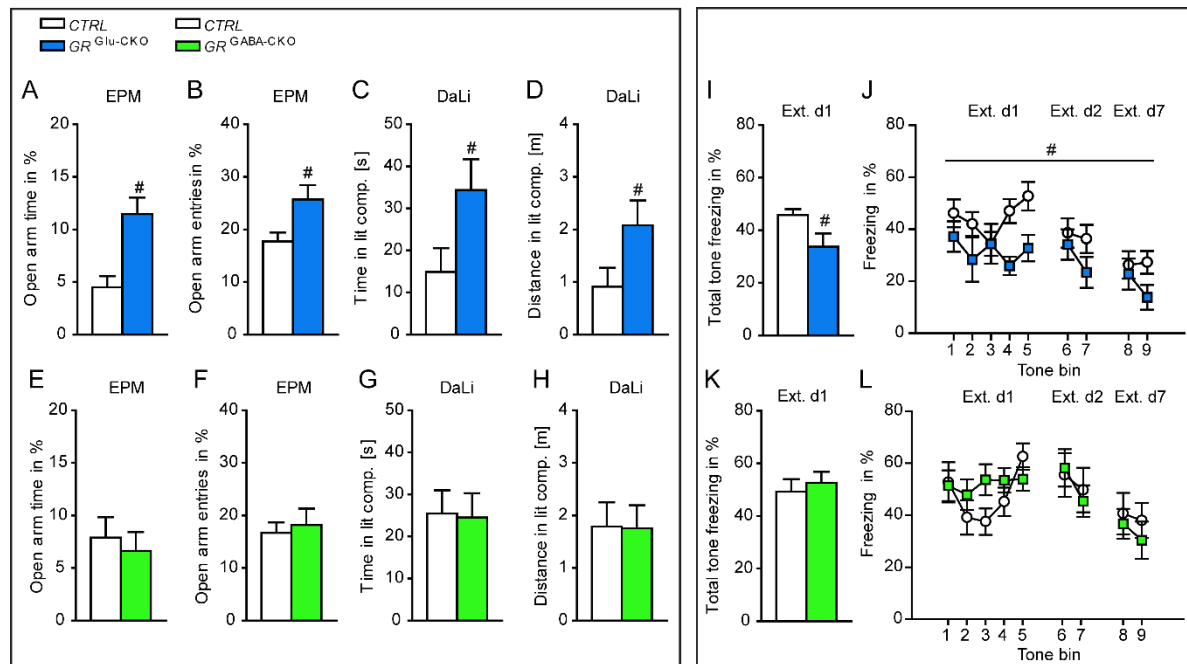 CTRL CTRL
GR Glu-CKO GR GABA-CKO
A
EPM
Open arm time in %
20
15
10
5
0
#
B
EPM
Open arm entries in %
40
30
20
10
0
#
C
DaLi
Time in lit comp. [s]
50
40
30
20
10
0
#
D
DaLi
Distance in lit comp. [m]
4
3
2
1
0
#
E
EPM
Open arm time in %
20
15
10
5
0
F
EPM
Open arm entries in %
40
30
20
10
0
G
DaLi
Time in lit comp. [s]
50
40
30
20
10
0
H
DaLi
Distance in lit comp. [m]
4
3
2
1
0
I
Ext. d1
Total tone freezing in %
80
60
40
20
0
#
J
Ext. d1 Ext. d2 Ext. d7
Freezing in %
80
60
40
20
0
#
1 2 3 4 5 6 7 8 9
Tone bin
K
Ext. d1
Total tone freezing in %
80
60
40
20
0
L
Ext. d1 Ext. d2 Ext. d7
Freezing in %
80
60
40
20
0
1 2 3 4 5 6 7 8 9
Tone bin